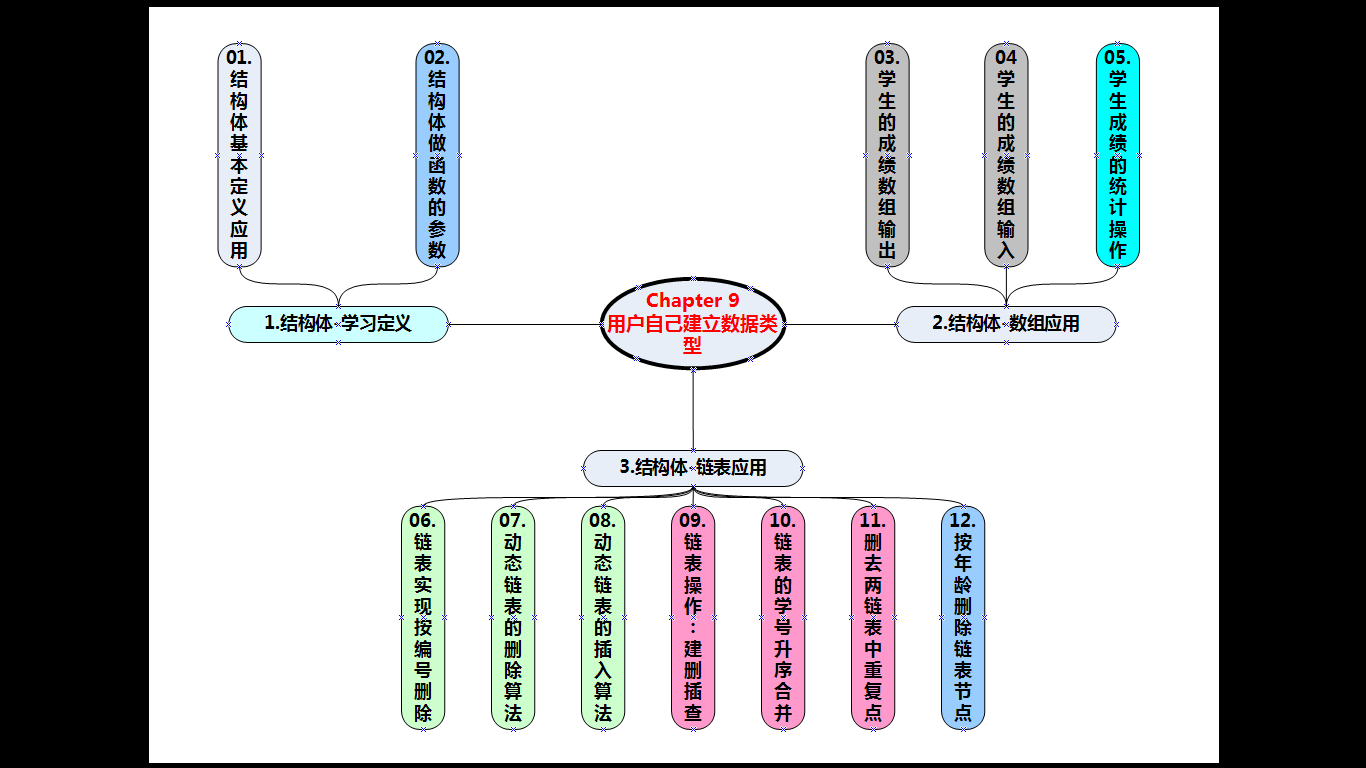 01.结构体基本定义应用
02.结构体做函数的参数
03.学生的成绩数组输出
04学生的成绩数组输入
05.学生成绩的统计操作
1.结构体-学习定义
Chapter 9
用户自己建立数据类
型
2.结构体-数组应用
3.结构体-链表应用
06.链表实现按编号删除
07.动态链表的删除算法
08.动态链表的插入算法
09.链表操作：建删插查
10.链表的学号升序合并
11.删去两链表中重复点
12.按年龄删除链表节点